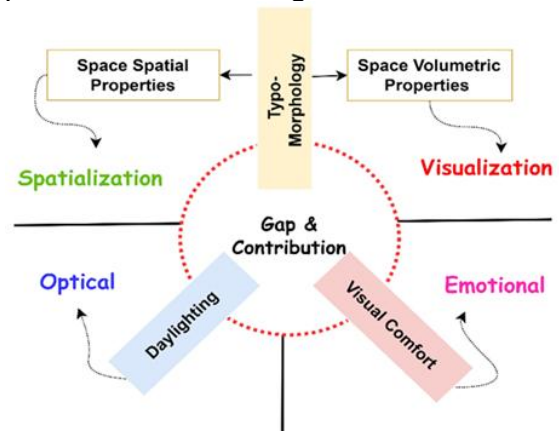 Space Spatial
Properties
Typo-
Morphology
Space Volumetric
Properties
Spatialization
Visualization
Gap &
Contribution
Optical
Emotional
Daylighting
Visual Comfort